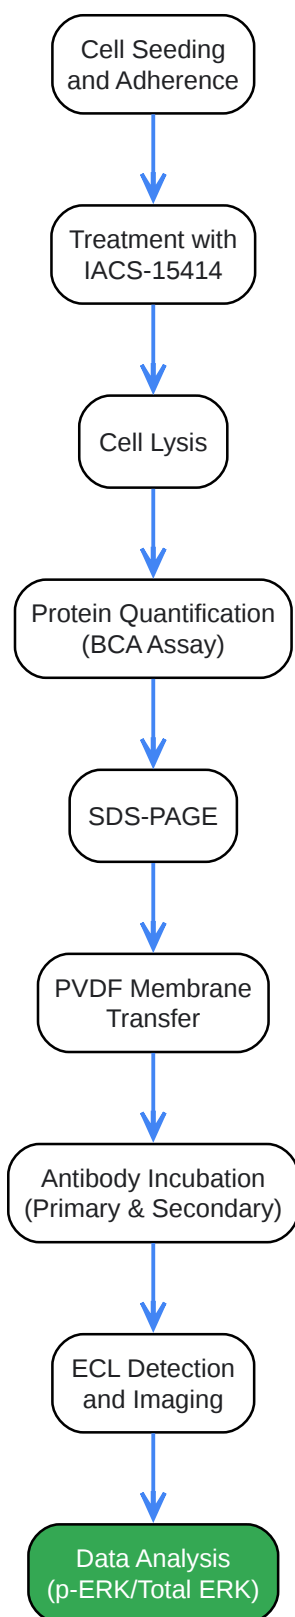 Cell Seeding
and Adherence
Treatment with
IACS-15414
Cell Lysis
Protein Quantification
(BCA Assay)
SDS-PAGE
PVDF Membrane
Transfer
Antibody Incubation
(Primary & Secondary)
ECL Detection
and Imaging
Data Analysis
(p-ERK/Total ERK)